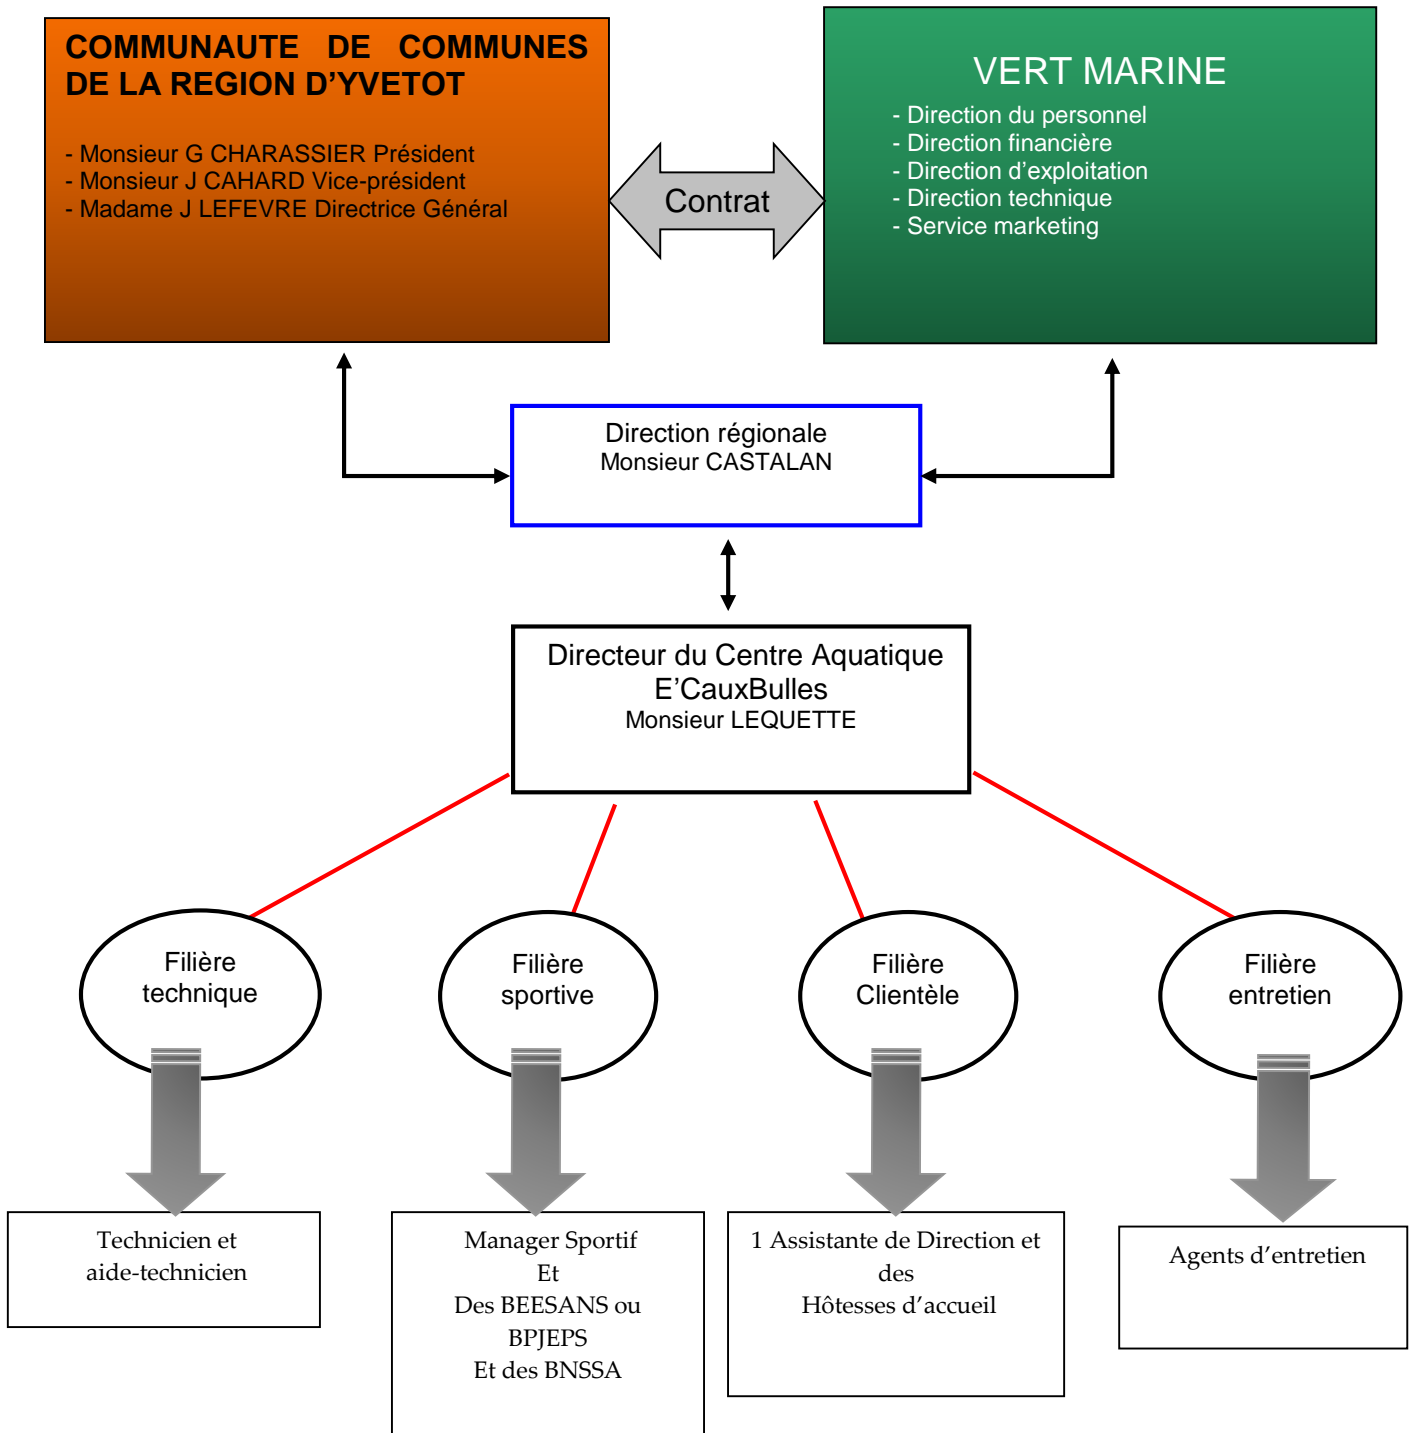 COMMUNAUTE DE COMMUNES
DE LA REGION D'YVETOT
- Monsieur G CHARASSIER Président
- Monsieur J CAHARD Vice-président
- Madame J LEFEVRE Directrice Général
Contrat
VERT MARINE
- Direction du personnel
- Direction financière
- Direction d'exploitation
- Direction technique
- Service marketing
Direction régionale
Monsieur CASTALAN
Directeur du Centre Aquatique
E'CauxBulles
Monsieur LEQUETTE
Filière
technique
Filière
sportive
Filière
Clientèle
Filière
entretien
Technicien et
aide-technicien
Manager Sportif
Et
Des BEESANS ou
BPJEPS
Et des BNSSA
1 Assistante de Direction et
des
Hôtesses d'accueil
Agents d'entretien